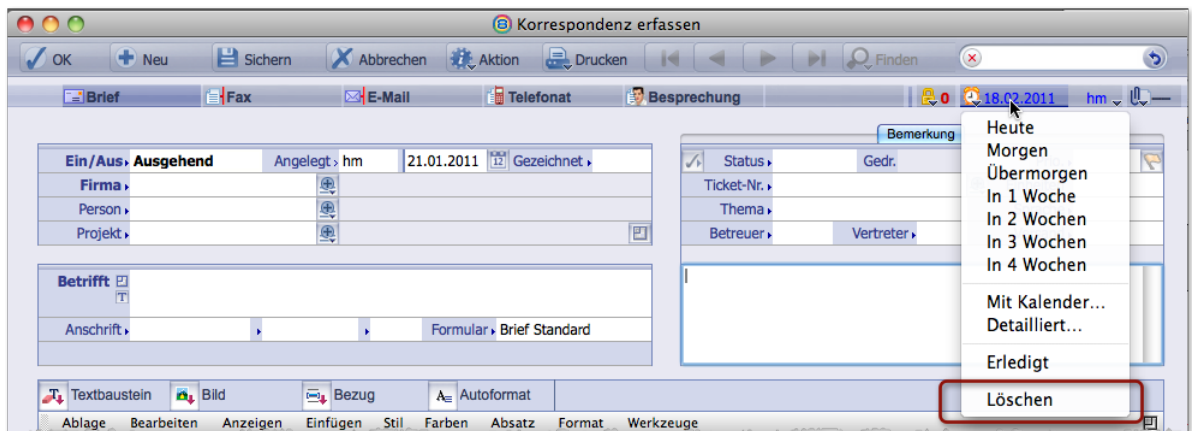 Korrespondenz erfassen
OK Neu Sichern Abbrechen Aktion Drucken Finden
Brief Fax E-Mail Telefonat Besprechung 0 18.02.2011 hm
Bemerkung
Ein/Aus Ausgehend Angelegt hm 21.01.2011 12 Gezeichnet
Firma
Person
Projekt
Status Gedr.
Ticket-Nr.
Thema
Betreuer Vertreter
Betrifft
T
Anschrift Formular Brief Standard
Heute
Morgen
Übermorgen
In 1 Woche
In 2 Wochen
In 3 Wochen
In 4 Wochen
Mit Kalender...
Detailliert...
Erledigt
Löschen
Textbaustein Bild Bezug Autoformat
Ablage Bearbeiten Anzeigen Einfügen Stil Farben Absatz Format Werkzeuge